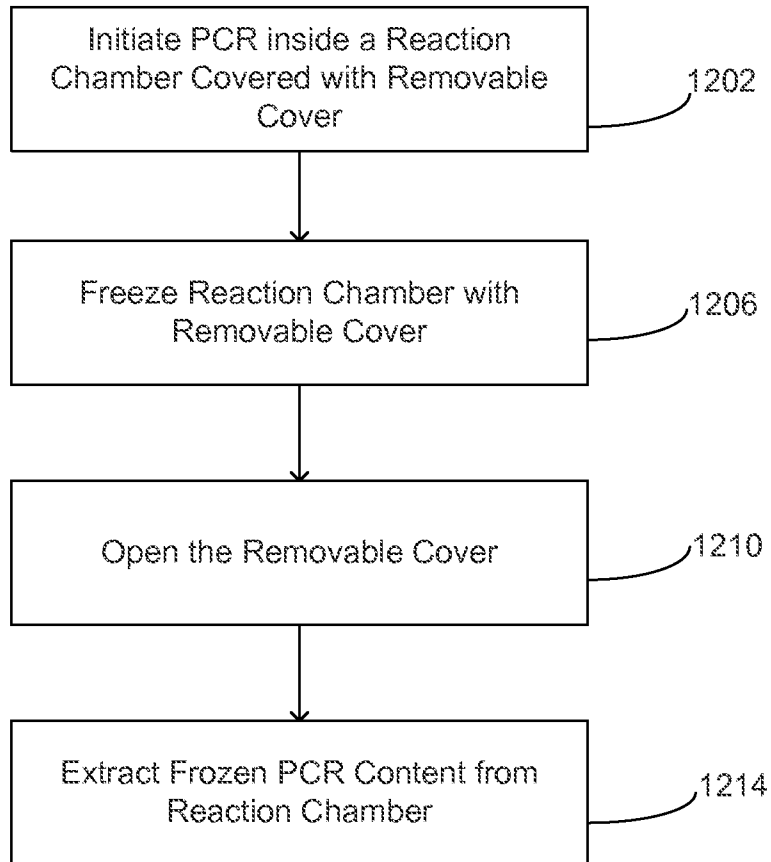 Initiate PCR inside a Reaction
Chamber Covered with Removable
Cover
1202
Freeze Reaction Chamber with
Removable Cover
1206
Open the Removable Cover
1210
Extract Frozen PCR Content from
Reaction Chamber
1214